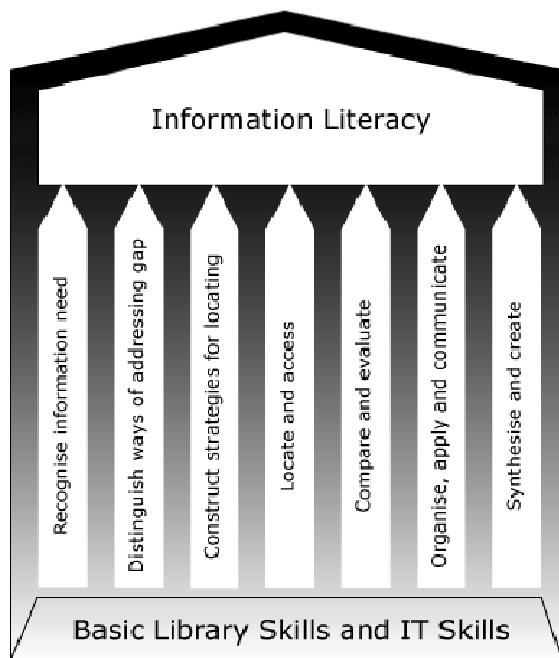 Information Literacy
Recognise information need
Distinguish ways of addressing gap
Construct strategies for locating
Locate and access
Compare and evaluate
Organise, apply and communicate
Synthesise and create
Basic Library Skills and IT Skills